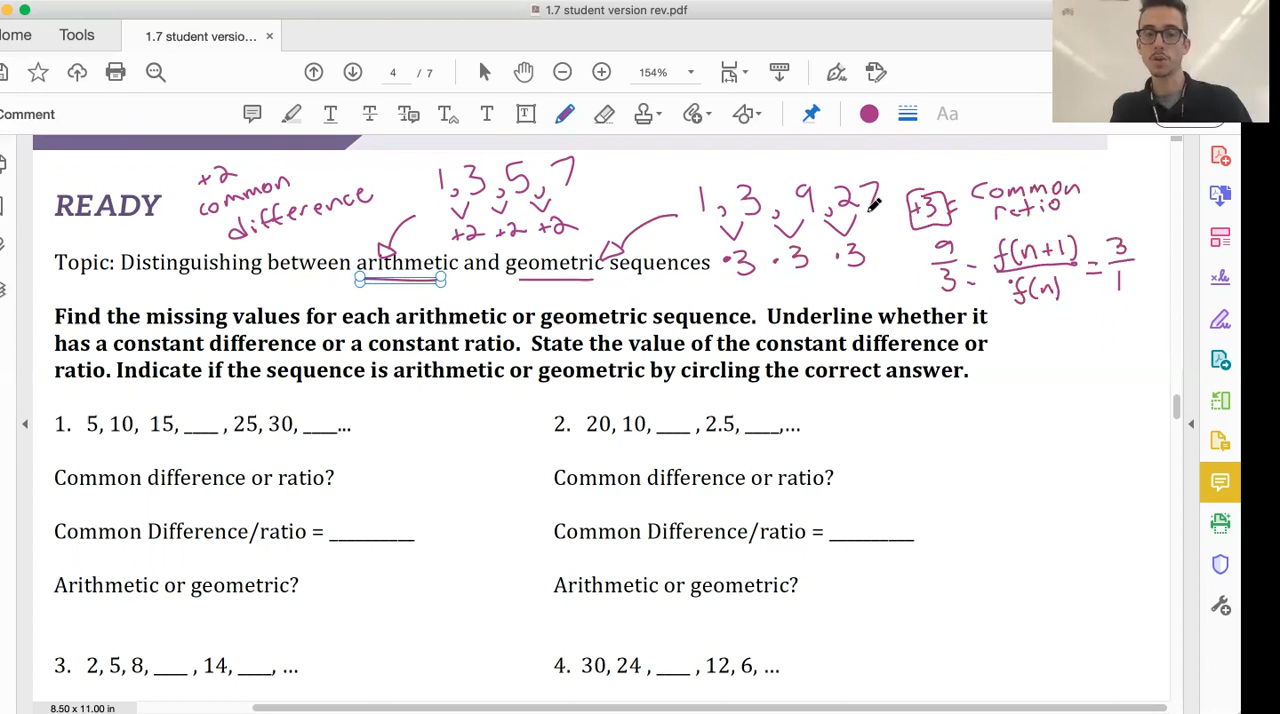 1.7 student version rev.pdf
ome
Tools
1.7 student versio...
×
4 / 7
154%
Comment
Aa
+2
common
difference
1, 3, 5, 7
+2 +2 +2
1, 3, 9, 27
·3 ·3 ·3
common
ratio
9/3 = f(n+1)/f(n) = 3/1
READY
Topic: Distinguishing between arithmetic and geometric sequences
Find the missing values for each arithmetic or geometric sequence. Underline whether it
has a constant difference or a constant ratio. State the value of the constant difference or
ratio. Indicate if the sequence is arithmetic or geometric by circling the correct answer.
1. 5, 10, 15, ____ , 25, 30, ____...
Common difference or ratio?
Common Difference/ratio = __________
Arithmetic or geometric?
2. 20, 10, ____ , 2.5, ____,...
Common difference or ratio?
Common Difference/ratio = __________
Arithmetic or geometric?
3. 2, 5, 8, ____ , 14, ____, ...
4. 30, 24 , ____ , 12, 6, ...
8.50 x 11.00 in